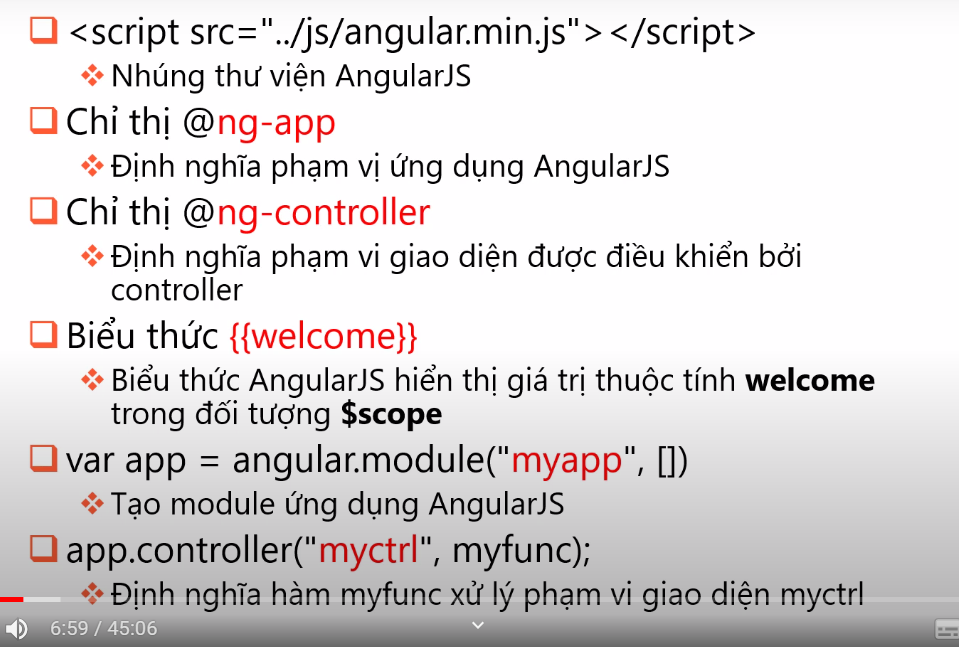 <script src="../js/angular.min.js"></script>
Nhúng thư viện AngularJS
Chỉ thị @ng-app
Định nghĩa phạm vị ứng dụng AngularJS
Chỉ thị @ng-controller
Định nghĩa phạm vi giao diện được điều khiển bởi
controller
Biểu thức {{welcome}}
Biểu thức AngularJS hiển thị giá trị thuộc tính welcome
trong đối tượng $scope
var app = angular.module("myapp", [])
Tạo module ứng dụng AngularJS
app.controller("myctrl", myfunc);
Định nghĩa hàm myfunc xử lý phạm vi giao diện myctrl
6:59 / 45:06